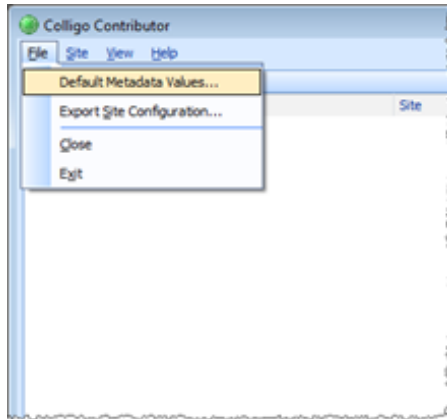 Colligo Contributor
File Site View Help
Default Metadata Values...
Export Site Configuration...
Site
Close
Exit